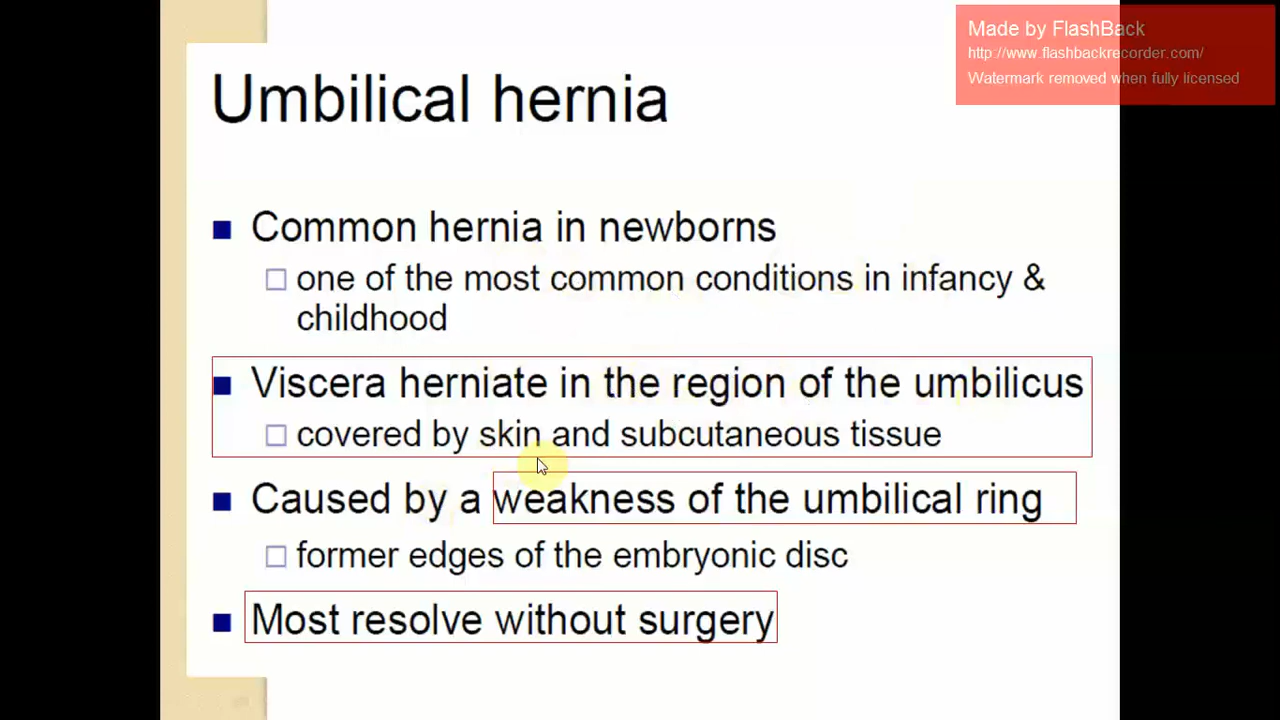 Made by FlashBack
http://www.flashbackrecorder.com/
Watermark removed when fully licensed
Umbilical hernia
Common hernia in newborns
one of the most common conditions in infancy &
childhood
Viscera herniate in the region of the umbilicus
covered by skin and subcutaneous tissue
Caused by a weakness of the umbilical ring
former edges of the embryonic disc
Most resolve without surgery